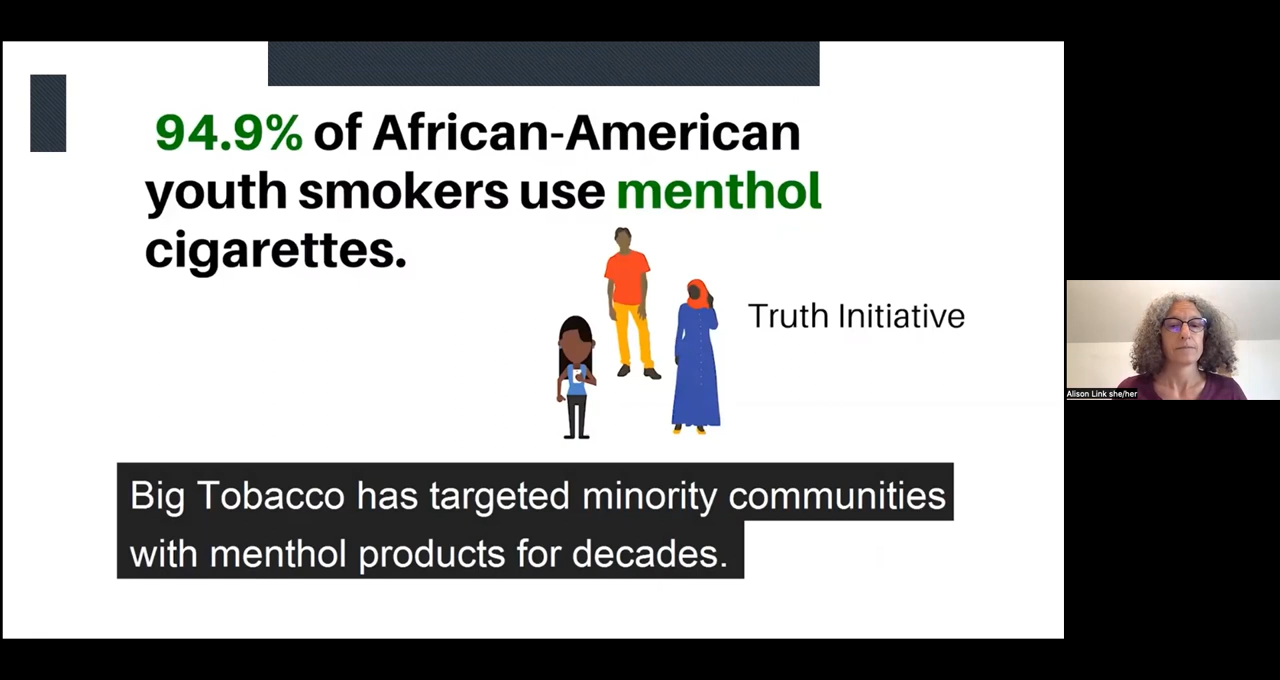 94.9% of African-American
youth smokers use menthol
cigarettes.
Truth Initiative
Big Tobacco has targeted minority communities
with menthol products for decades.
Alison Link she/her